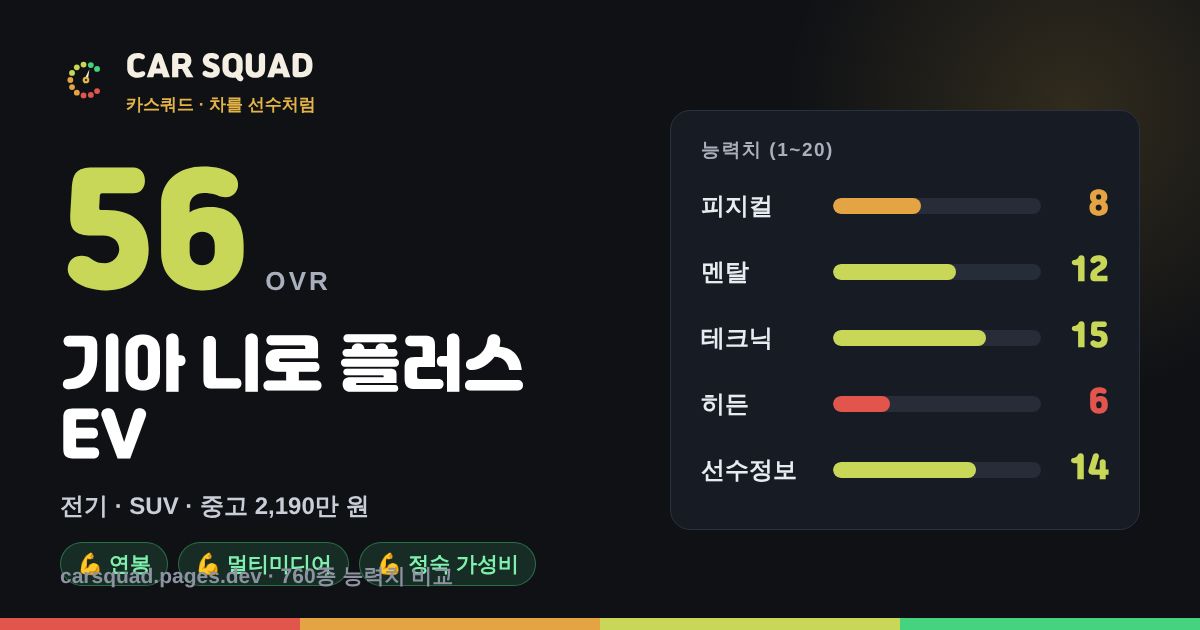 CAR SQUAD
카스쿼드 · 차를 선수처럼
56 OVR
기아 니로 플러스
EV
전기 · SUV · 중고 2,190만 원
💪 연봉 💪 멀티미디어 💪 정숙 가성비
carsquad.pages.dev · 760종 능력치 비교
능력치 (1~20)
피지컬 8
멘탈 12
테크닉 15
히든 6
선수정보 14